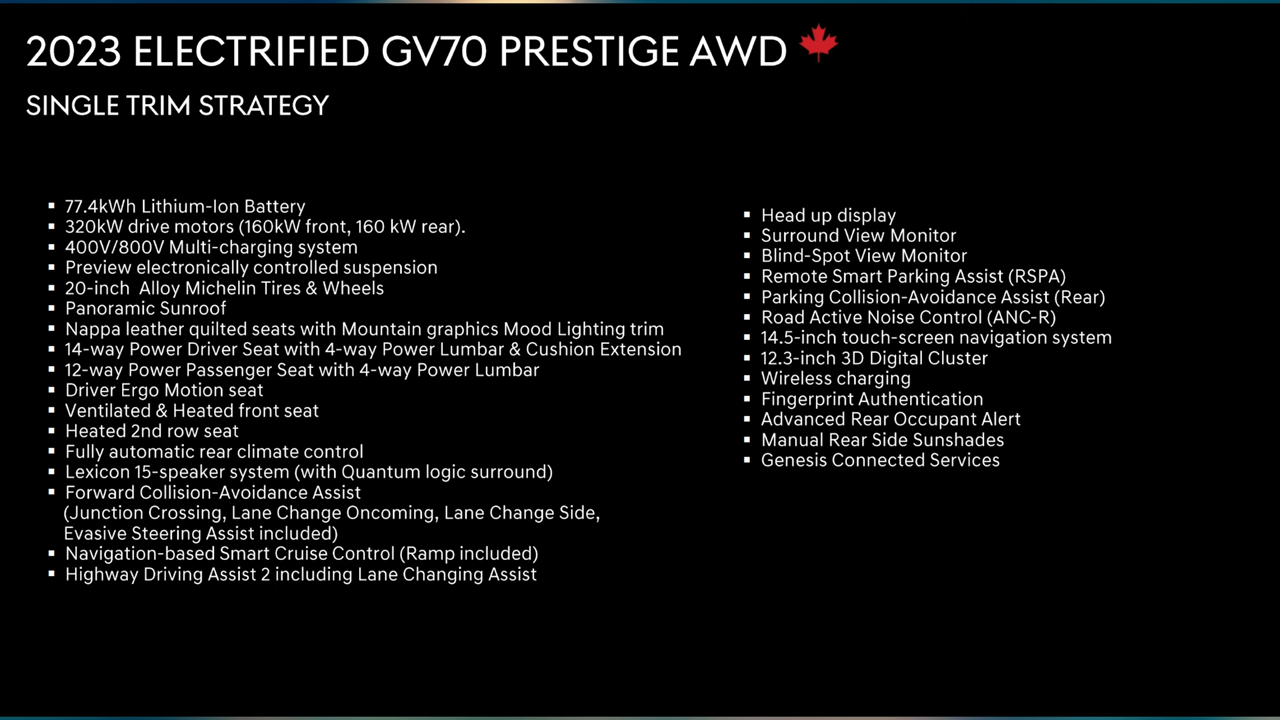 2023 ELECTRIFIED GV70 PRESTIGE AWD
SINGLE TRIM STRATEGY
▪ 77.4kWh Lithium-Ion Battery
▪ 320kW drive motors (160kW front, 160 kW rear).
▪ 400V/800V Multi-charging system
▪ Preview electronically controlled suspension
▪ 20-inch  Alloy Michelin Tires & Wheels
▪ Panoramic Sunroof
▪ Nappa leather quilted seats with Mountain graphics Mood Lighting trim
▪ 14-way Power Driver Seat with 4-way Power Lumbar & Cushion Extension
▪ 12-way Power Passenger Seat with 4-way Power Lumbar
▪ Driver Ergo Motion seat
▪ Ventilated & Heated front seat
▪ Heated 2nd row seat
▪ Fully automatic rear climate control
▪ Lexicon 15-speaker system (with Quantum logic surround)
▪ Forward Collision-Avoidance Assist
(Junction Crossing, Lane Change Oncoming, Lane Change Side,
Evasive Steering Assist included)
▪ Navigation-based Smart Cruise Control (Ramp included)
▪ Highway Driving Assist 2 including Lane Changing Assist
▪ Head up display
▪ Surround View Monitor
▪ Blind-Spot View Monitor
▪ Remote Smart Parking Assist (RSPA)
▪ Parking Collision-Avoidance Assist (Rear)
▪ Road Active Noise Control (ANC-R)
▪ 14.5-inch touch-screen navigation system
▪ 12.3-inch 3D Digital Cluster
▪ Wireless charging
▪ Fingerprint Authentication
▪ Advanced Rear Occupant Alert
▪ Manual Rear Side Sunshades
▪ Genesis Connected Services